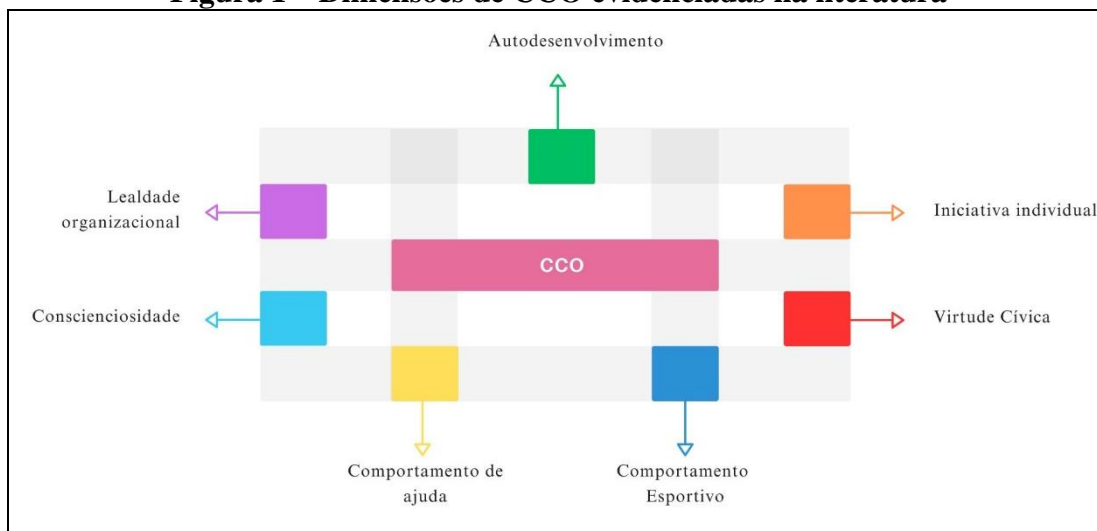 Figura 1 – Dimensões de CCO evidenciadas na literatura
Autodesenvolvimento
Lealdade
organizacional
Iniciativa individual
CCO
Conscienciosidade
Virtude Cívica
Comportamento de
ajuda
Comportamento
Esportivo